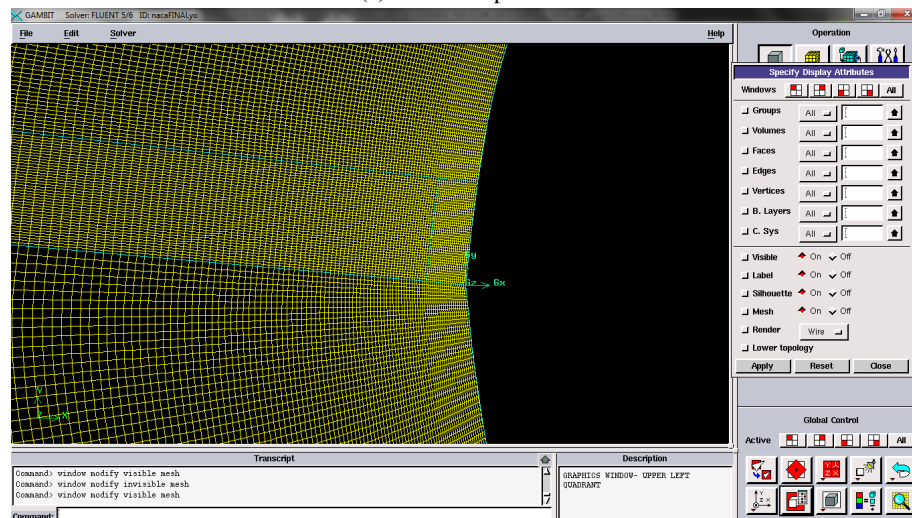 GAMBIT Solver: FLUENT 5/6 ID: nacaFINALyo
File Edit Solver Help
Operation
Specify Display Attributes
Windows All
Groups All
Volumes All
Faces All
Edges All
Vertices All
B. Layers All
C. Sys All
Visible On Off
Label On Off
Silhouette On Off
Mesh On Off
Render Wire
Lower topology
Apply Reset Close
Gy
Gz Gx
Y
Z X
Global Control
Active All
Transcript
Command> window modify visible mesh
Command> window modify invisible mesh
Command> window modify visible mesh
Command:
Description
GRAPHICS WINDOW- UPPER LEFT
QUADRANT